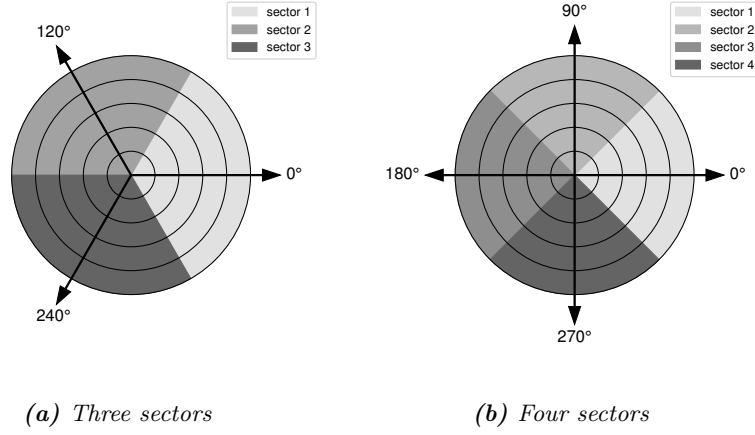 sector 1
sector 2
sector 3
120°
0°
240°
sector 1
sector 2
sector 3
sector 4
90°
180°
0°
270°
(a) Three sectors
(b) Four sectors